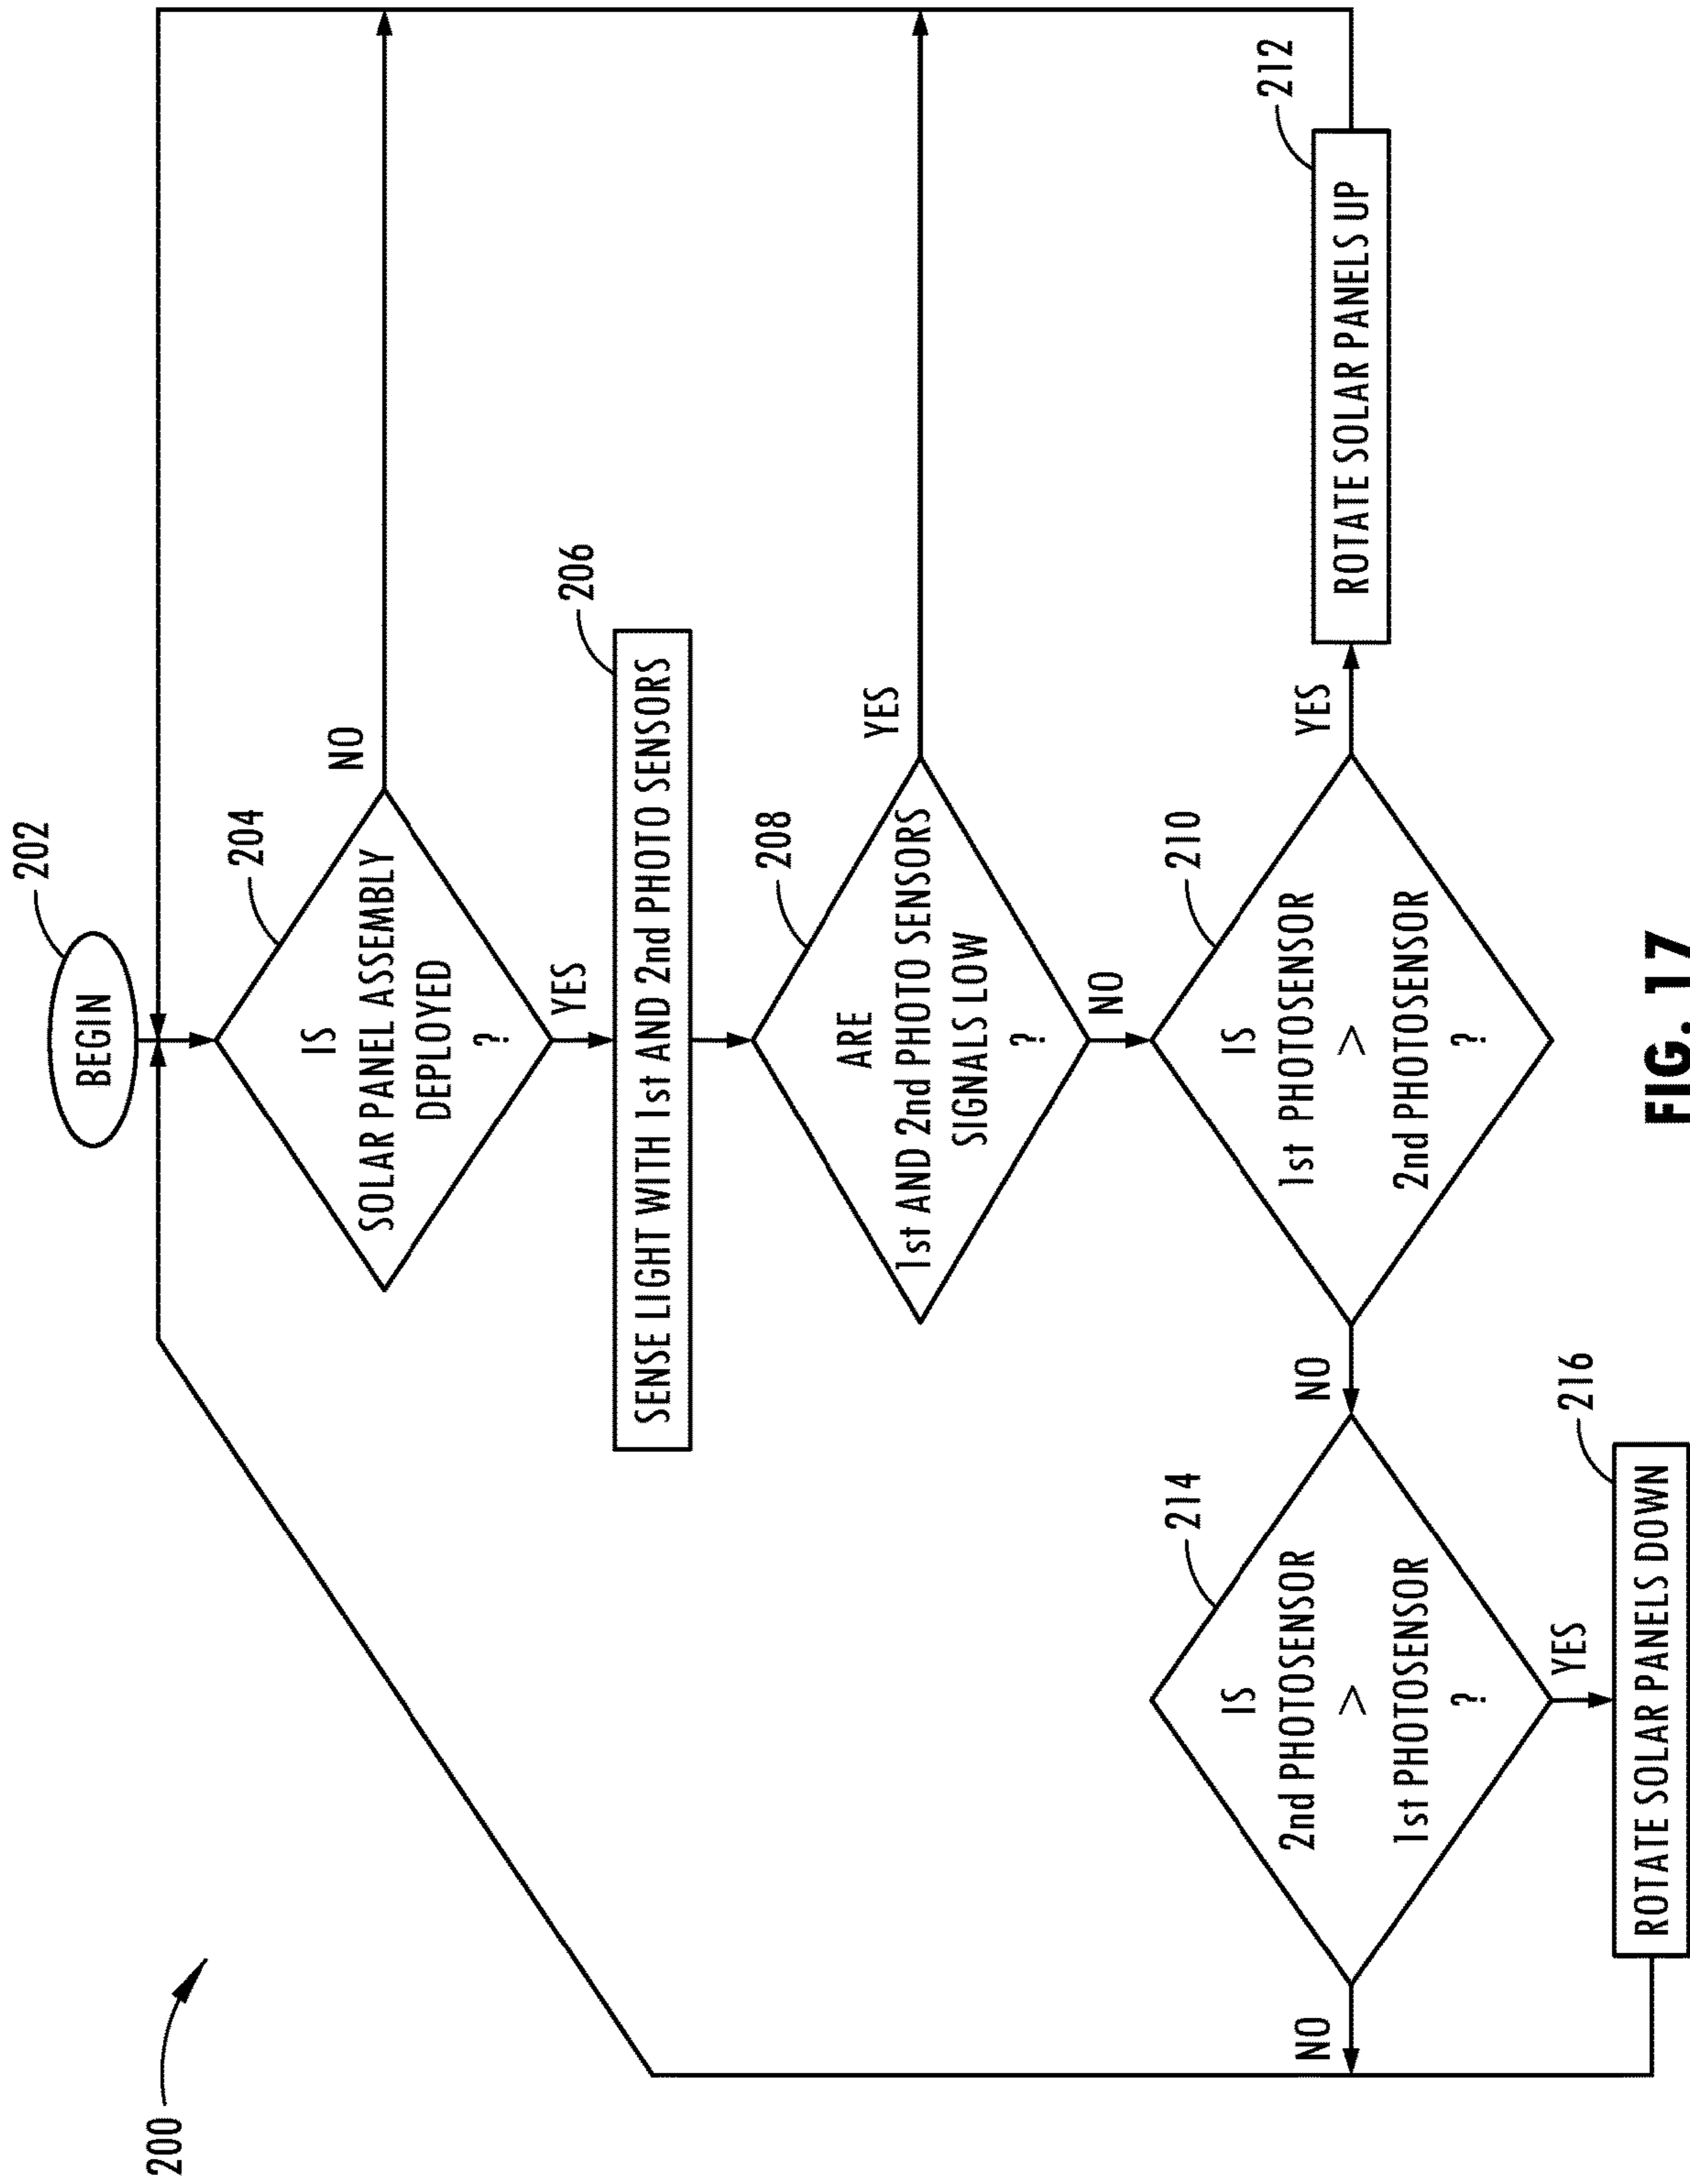 200
202
BEGIN
204
IS
SOLAR PANEL ASSEMBLY
DEPLOYED
?
NO
YES
206
SENSE LIGHT WITH 1st AND 2nd PHOTO SENSORS
208
ARE
1st AND 2nd PHOTO SENSORS
SIGNALS LOW
?
YES
NO
210
IS
1st PHOTOSENSOR
>
2nd PHOTOSENSOR
?
YES
212
ROTATE SOLAR PANELS UP
NO
214
IS
2nd PHOTOSENSOR
>
1st PHOTOSENSOR
?
NO
YES
216
ROTATE SOLAR PANELS DOWN
FIG. 17